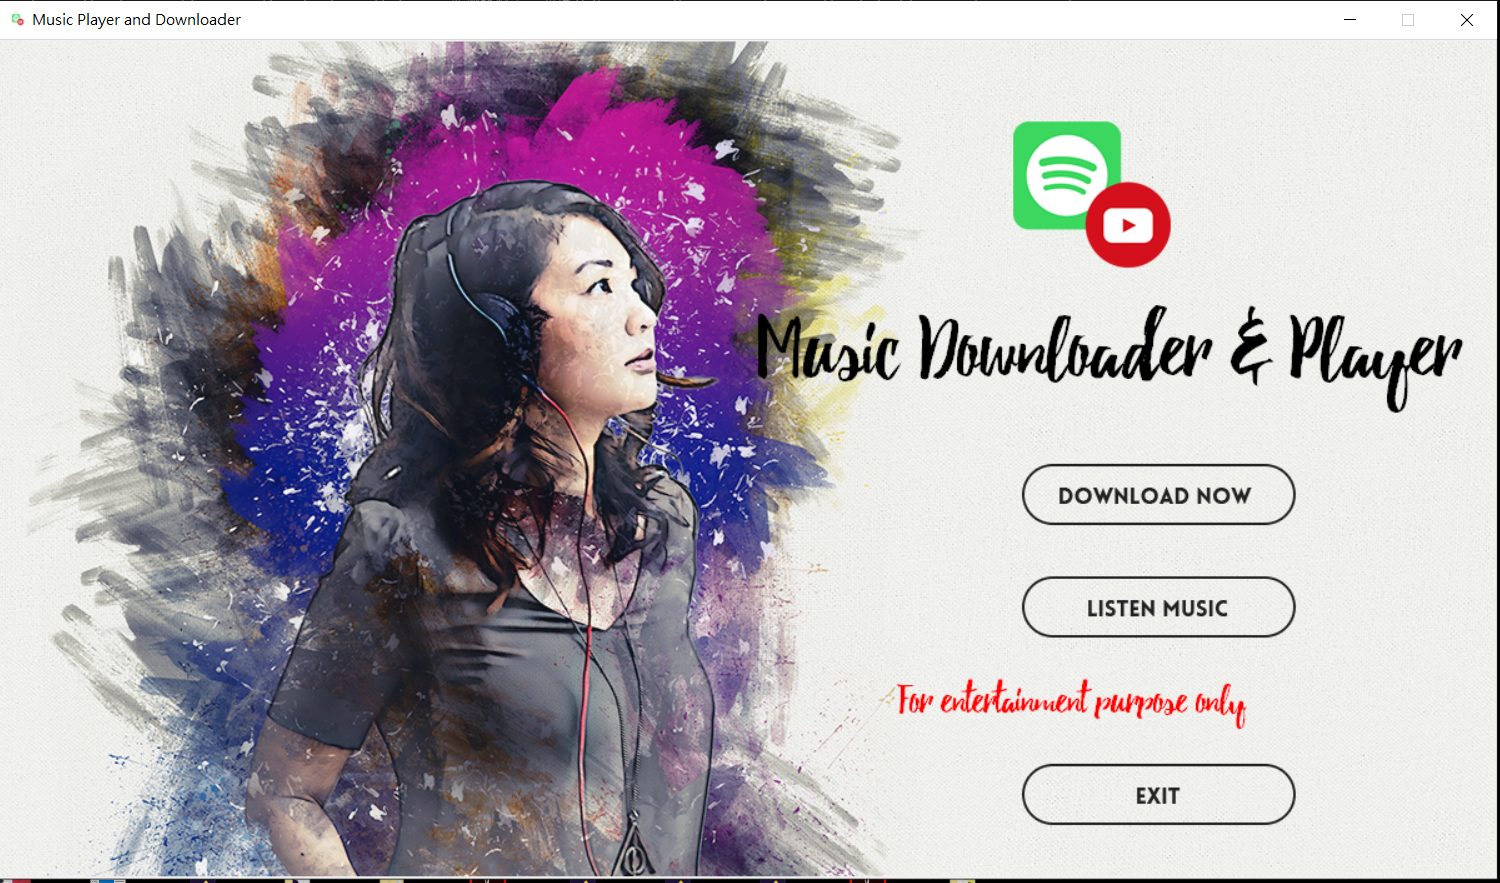 Music Player and Downloader
Music Downloader & Player
DOWNLOAD NOW
LISTEN MUSIC
For entertainment purpose only
EXIT